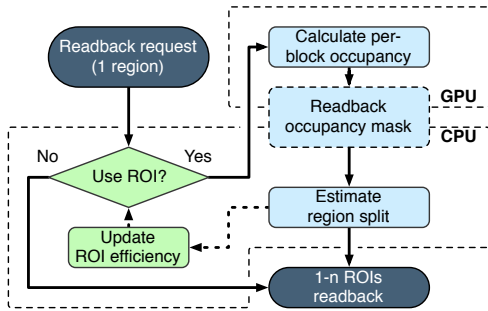 Readback request
(1 region)
Calculate per-
block occupancy
GPU
Readback
occupancy mask
CPU
No
Yes
Use ROI?
Estimate
region split
Update
ROI efficiency
1-n ROIs
readback